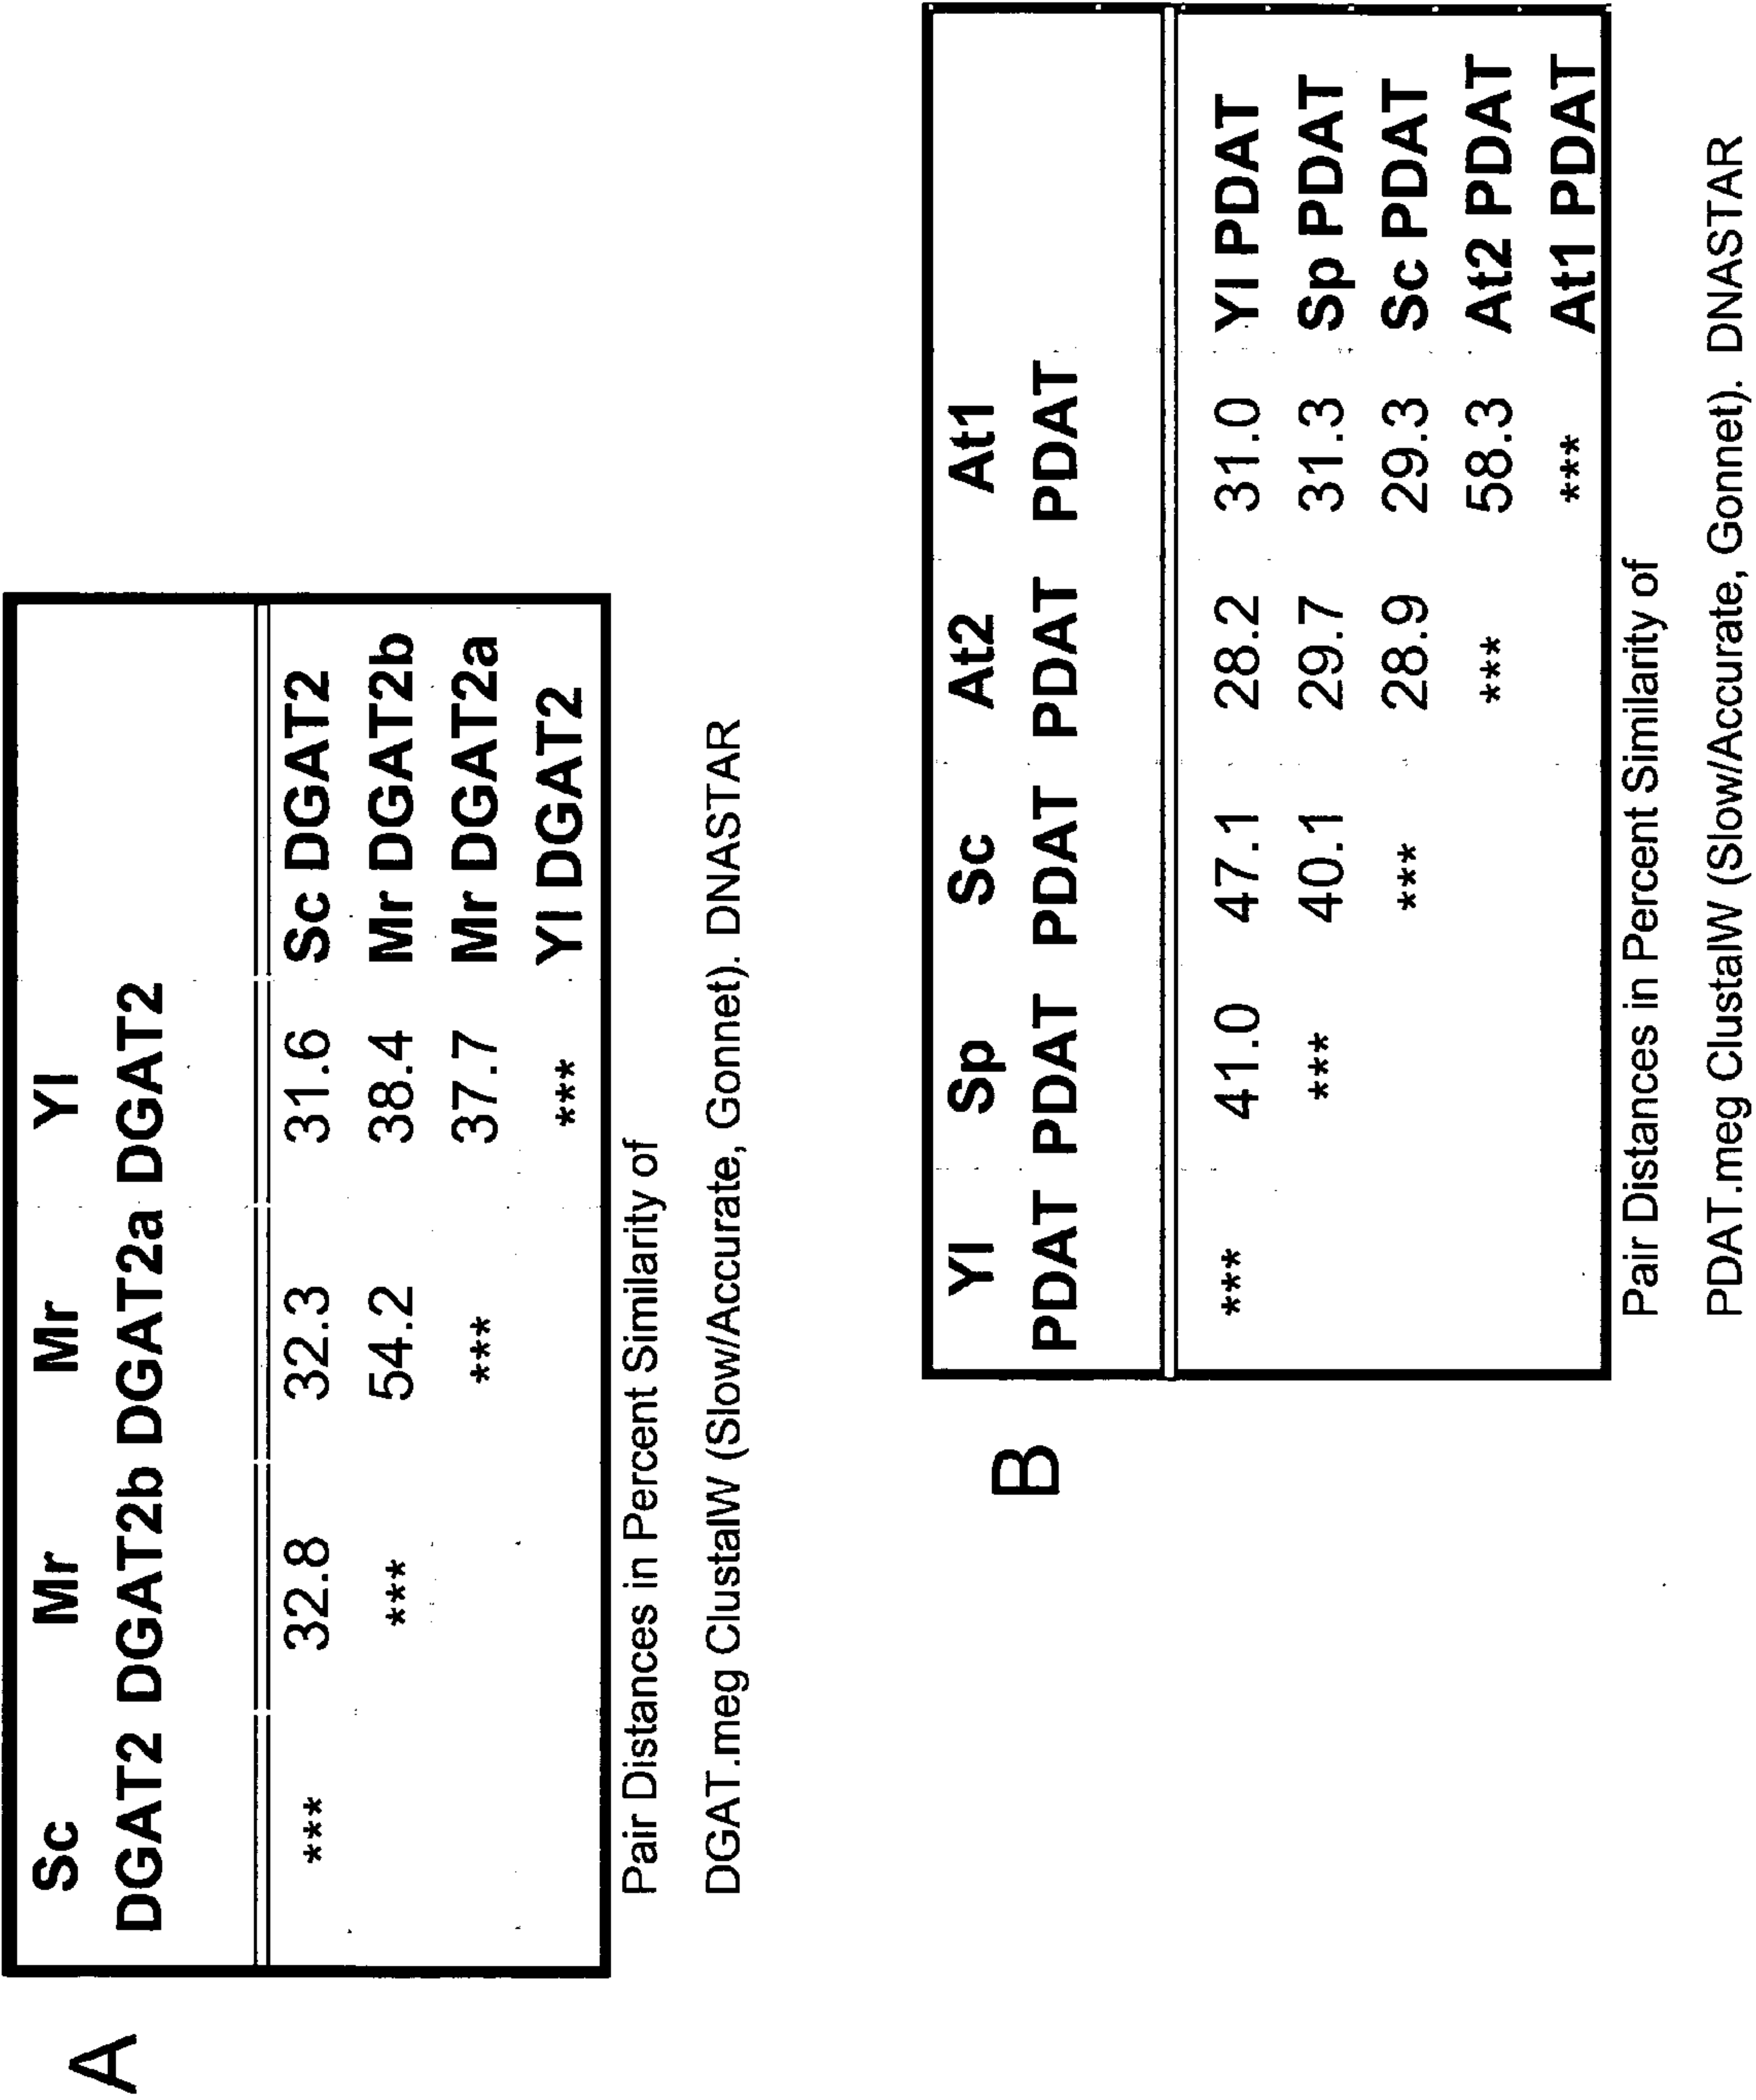 A
Sc Mr Mr Yl
DGAT2 DGAT2b DGAT2a DGAT2
*** 32.8 32.3 31.6 Sc DGAT2
*** 54.2 38.4 Mr DGAT2b
*** 37.7 Mr DGAT2a
*** Yl DGAT2
Pair Distances in Percent Similarity of
DGAT.meg ClustalW (Slow/Accurate, Gonnet). DNASTAR
B
Yl Sp Sc At2 At1
PDAT PDAT PDAT PDAT PDAT
*** 41.0 47.1 28.2 31.0 Yl PDAT
*** 40.1 29.7 31.3 Sp PDAT
*** 28.9 29.3 Sc PDAT
*** 58.3 At2 PDAT
*** At1 PDAT
Pair Distances in Percent Similarity of
PDAT.meg ClustalW (Slow/Accurate, Gonnet). DNASTAR